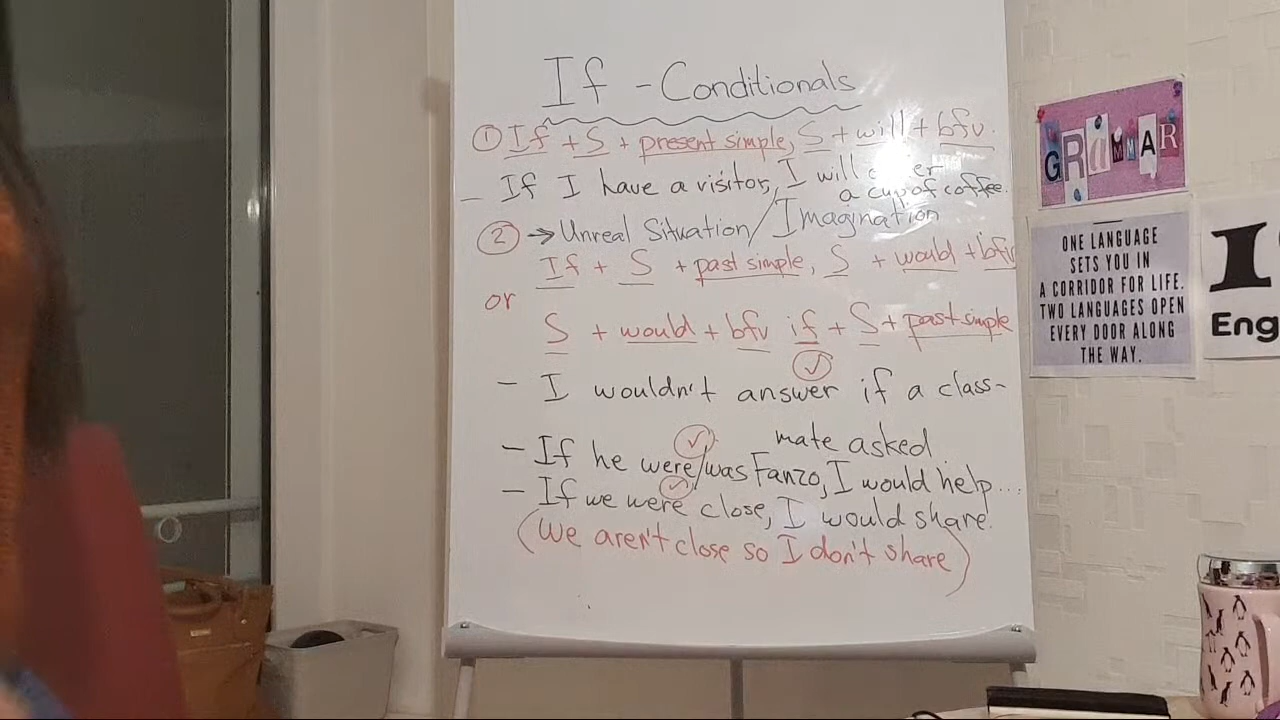 If - Conditionals
① If + S + present simple, S + will + bfv.
- If I have a visitor, I will
a cup of coffee.
② → Unreal Situation/Imagination
If + S + past simple, S + would + bfv
or
S + would + bfv if + S + past simple
- I wouldn't answer if a class-
mate asked
- If he were/was Fanzo, I would help...
- If we were close, I would share.
(We aren't close so I don't share)
GRaMMAR
ONE LANGUAGE
SETS YOU IN
A CORRIDOR FOR LIFE.
TWO LANGUAGES OPEN
EVERY DOOR ALONG
THE WAY.
I
Eng